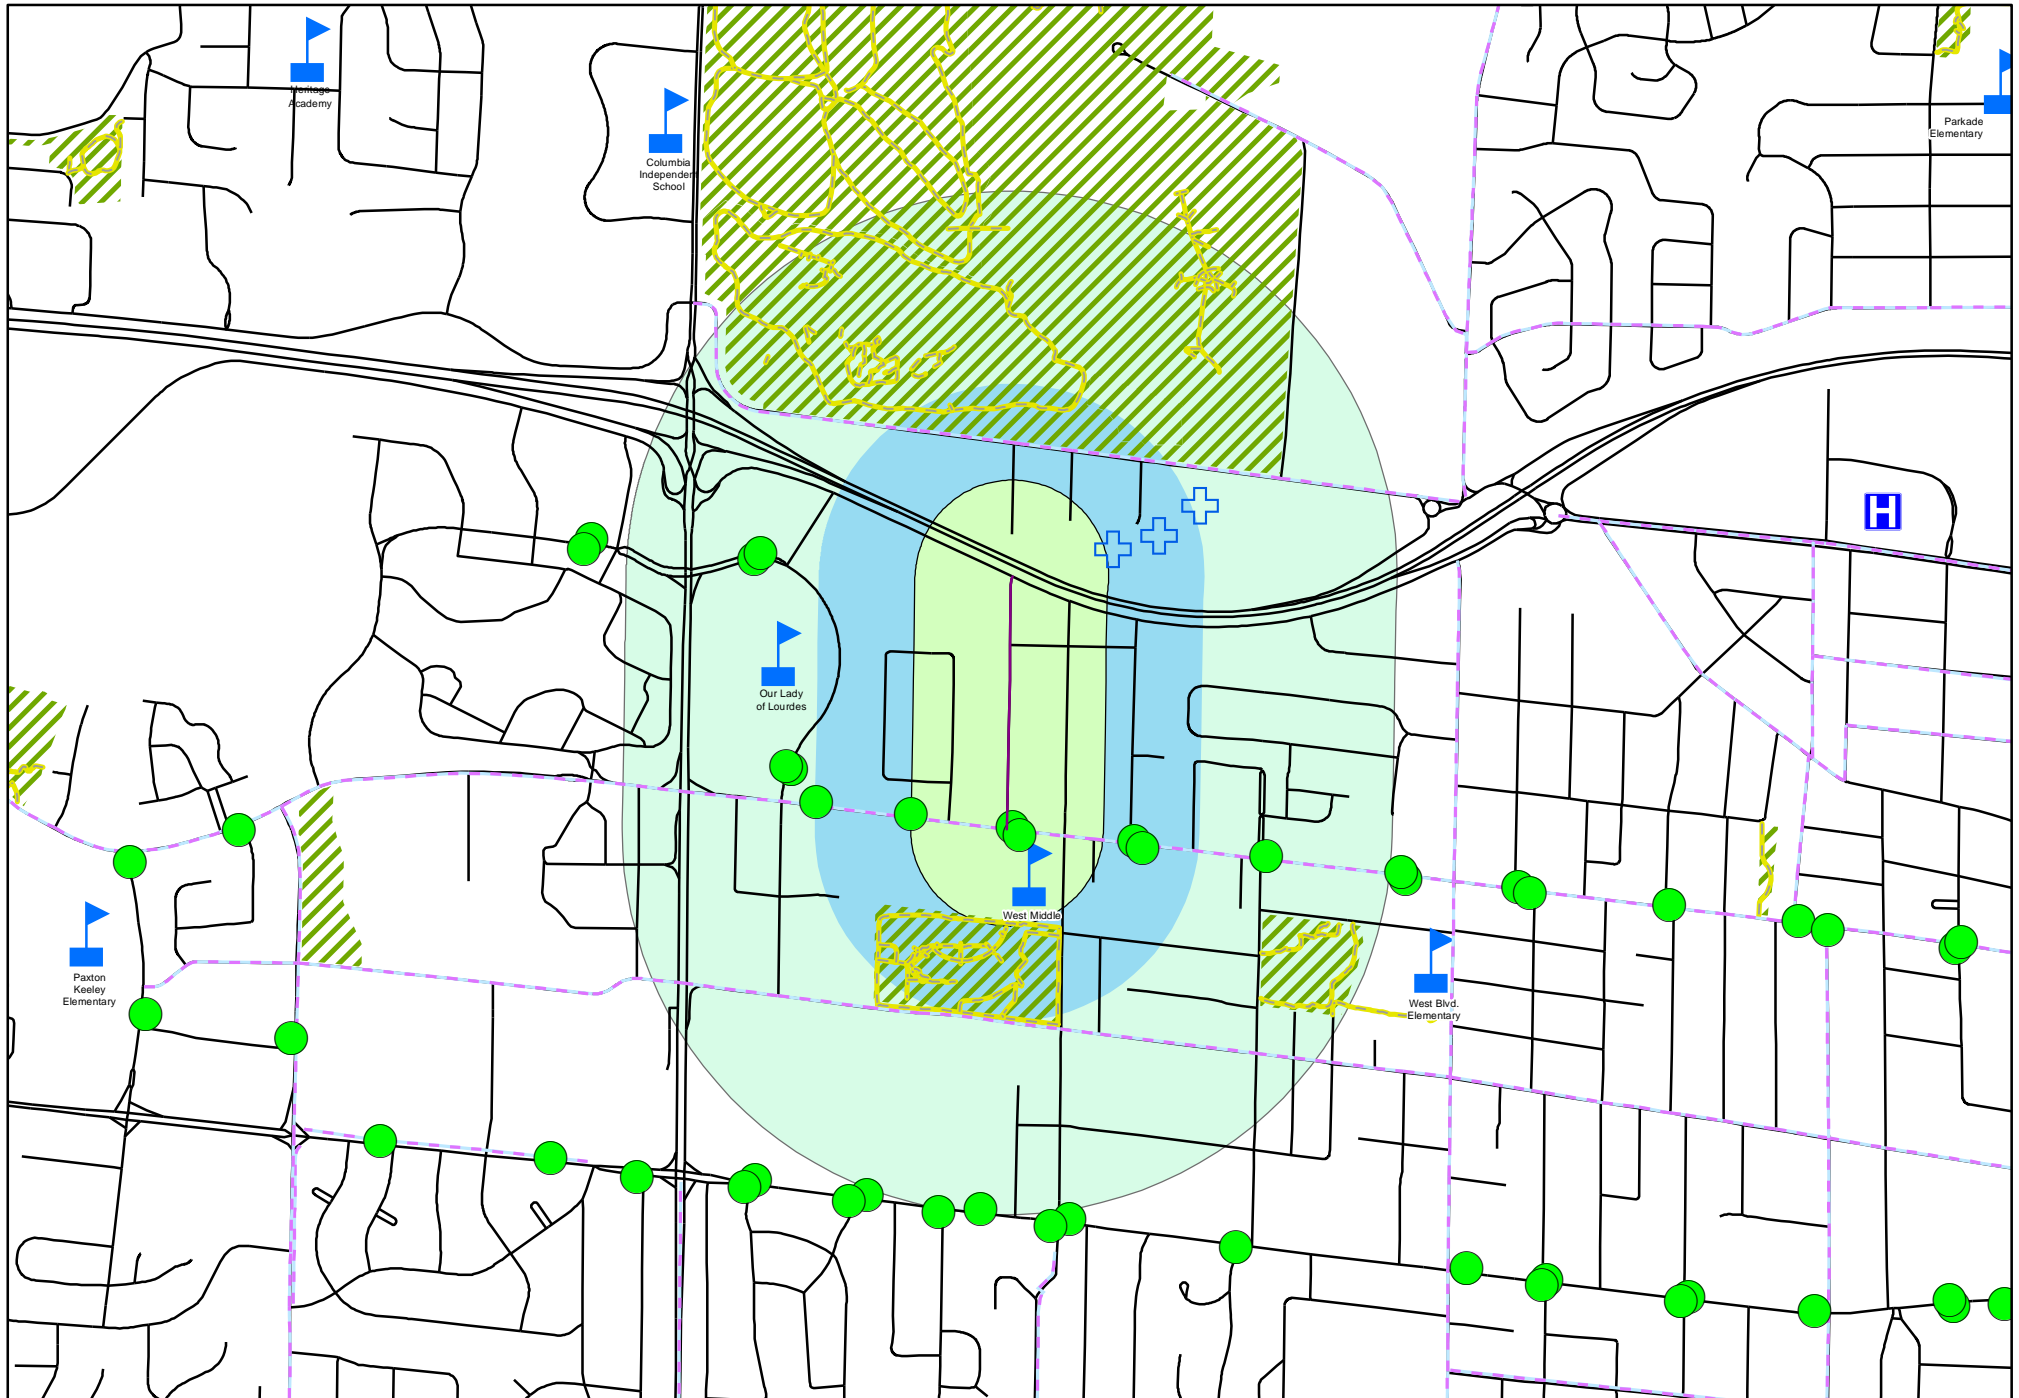 Heritage
Academy
Columbia
Independent
School
Parkade
Elementary
H
Our Lady
of Lourdes
West Middle
Paxton
Keeley
Elementary
West Blvd.
Elementary